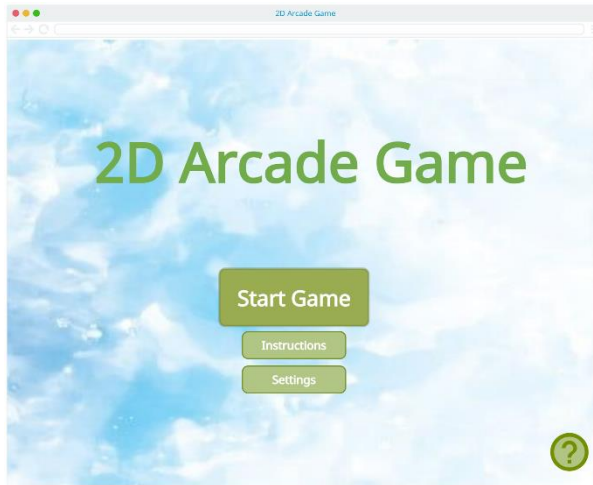 2D Arcade Game
2D Arcade Game
Start Game
Instructions
Settings
?